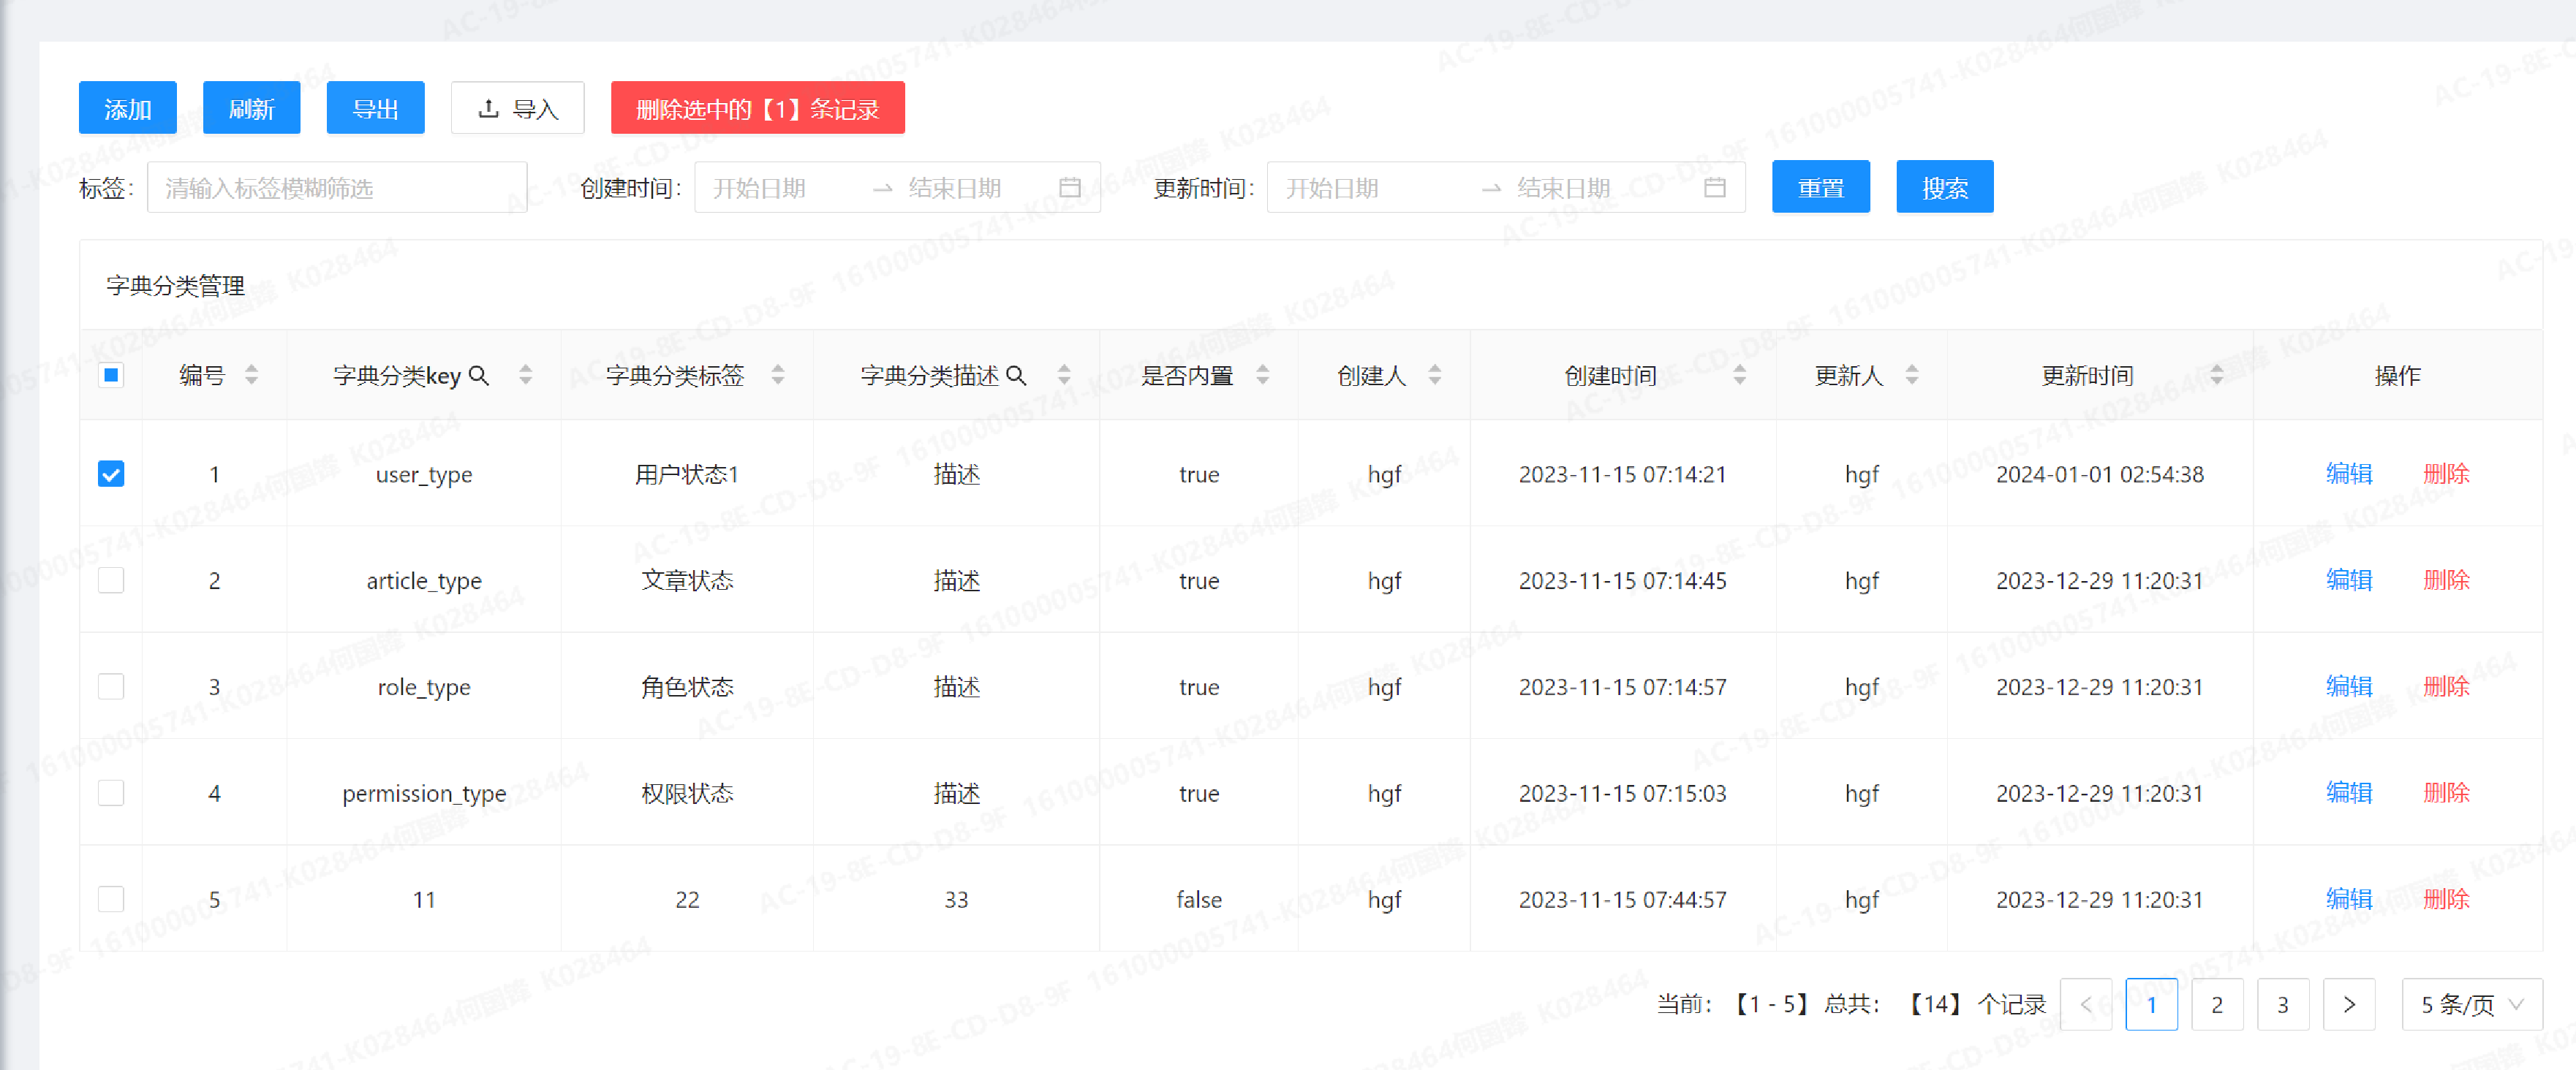 添加 刷新 导出 导入 删除选中的【1】条记录
标签: 清输入标签模糊筛选 创建时间: 开始日期 → 结束日期 更新时间: 开始日期 → 结束日期 重置 搜索
字典分类管理
编号 字典分类key 字典分类标签 字典分类描述 是否内置 创建人 创建时间 更新人 更新时间 操作
1 user_type 用户状态1 描述 true hgf 2023-11-15 07:14:21 hgf 2024-01-01 02:54:38 编辑 删除
2 article_type 文章状态 描述 true hgf 2023-11-15 07:14:45 hgf 2023-12-29 11:20:31 编辑 删除
3 role_type 角色状态 描述 true hgf 2023-11-15 07:14:57 hgf 2023-12-29 11:20:31 编辑 删除
4 permission_type 权限状态 描述 true hgf 2023-11-15 07:15:03 hgf 2023-12-29 11:20:31 编辑 删除
5 11 22 33 false hgf 2023-11-15 07:44:57 hgf 2023-12-29 11:20:31 编辑 删除
当前: 【1 - 5】 总共: 【14】 个记录 < 1 2 3 > 5 条/页
AC-19-8E-CD-D8-9F 161000005741-K028464何国锋 K028464